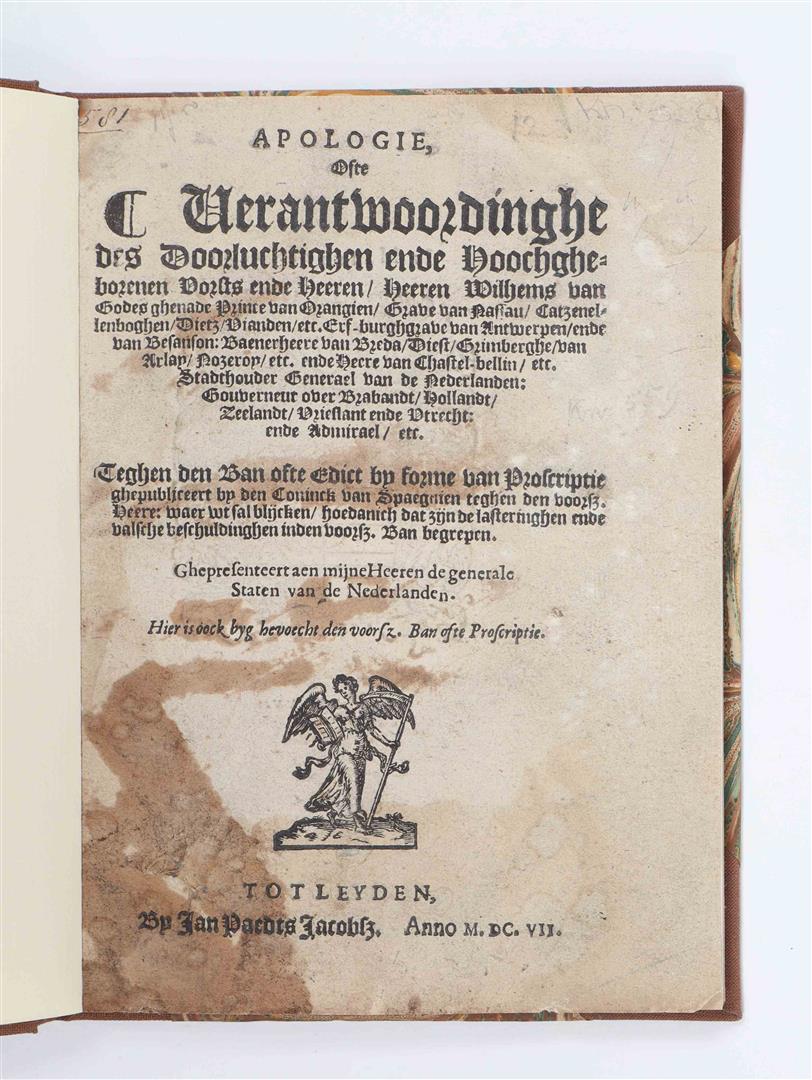 581
APOLOGIE,
Ofte
Verantwoordinghe
des Doorluchtighen ende Hoochghe-
borenen Vorsts ende Heeren/ Heeren Wilhems van
Godes ghenade Prince van Orangien/ Grave van Nassau/ Catzenel-
lenboghen/Dietz/Vianden/etc. Erf-burghgrave van Antwerpen/ende
van Besanson: Baenerheere van Breda/Diest/Grimberghe/van
Arlay/ Nozeroy/ etc. ende Heere van Chastel-bellin/ etc.
Stadthouder Generael van de Nederlanden:
Gouverneur over Brabandt/ Hollandt/
Zeelandt/ Vrieslant ende Vtrecht:
ende Admirael/ etc.
Teghen den Ban ofte Edict by forme van Proscriptie
ghepubliceert by den Coninck van Spaegnien teghen den voorsz.
Heere: waer wt sal blijcken/ hoedanich dat zijn de lasteringhen ende
valsche beschuldinghen inden voorsz. Ban begrepen.
Ghepresenteert aen mijne Heeren de generale
Staten van de Nederlanden.
Hier is oock byg hevoecht den voorsz. Ban ofte Proscriptie.
TOT LEYDEN,
By Jan Paedts Jacobsz. Anno M. DC. VII.